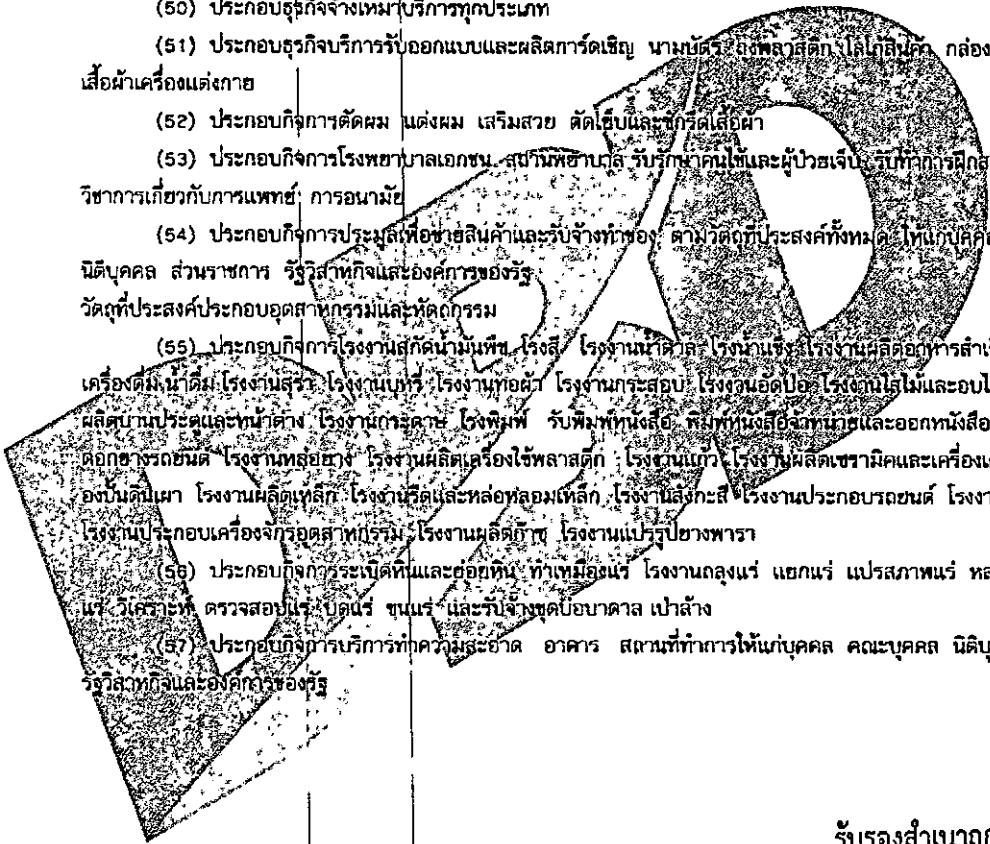 (50) ประกอบธุรกิจจ้างเหมาบริการทุกประเภท
(51) ประกอบธุรกิจบริการรับออกแบบและผลิตการ์ดเชิญ นามบัตร ถุงพลาสติก โลโก้สินค้า กล่อง
เสื้อผ้าเครื่องแต่งกาย
(52) ประกอบกิจการตัดผม แต่งผม เสริมสวย ตัดเย็บและซักรีดเสื้อผ้า
(53) ประกอบกิจการโรงพยาบาลเอกชน สถานพยาบาล รับรักษาคนไข้และผู้ป่วยเจ็บ รับทำการฝึกส
วิชาการเกี่ยวกับการแพทย์ การอนามัย
(54) ประกอบกิจการประมูลเพื่อขายสินค้าและรับจ้างทำของ ตามวัตถุที่ประสงค์ทั้งหมด ให้แก่บุคคล
นิติบุคคล ส่วนราชการ รัฐวิสาหกิจและองค์การของรัฐ
วัตถุที่ประสงค์ประกอบอุตสาหกรรมและหัตถกรรม
(55) ประกอบกิจการโรงงานสกัดน้ำมันพืช โรงสี โรงงานน้ำตาล โรงน้ำแข็ง โรงงานผลิตอาหารสำเ
เครื่องดื่ม น้ำดื่ม โรงงานสุรา โรงงานบุหรี่ โรงงานทอผ้า โรงงานกระสอบ โรงงานอัดปอ โรงงานไสไม้และอบไ
ผลิตบานประตูและหน้าต่าง โรงงานกระดาษ โรงพิมพ์ รับพิมพ์หนังสือ พิมพ์หนังสือจำหน่ายและออกหนังสือ
ดอกยางรถยนต์ โรงงานหล่อยาง โรงงานผลิตเครื่องใช้พลาสติก โรงงานแก้ว โรงงานผลิตเซรามิคและเครื่องเ
องปั้นดินเผา โรงงานผลิตเหล็ก โรงงานรีดและหล่อหลอมเหล็ก โรงงานสังกะสี โรงงานประกอบรถยนต์ โรงงา
โรงงานประกอบเครื่องจักรอุตสาหกรรม โรงงานผลิตก๊าซ โรงงานแปรรูปยางพารา
(56) ประกอบกิจการระเบิดหินและย่อยหิน ทำเหมืองแร่ โรงงานถลุงแร่ แยกแร่ แปรสภาพแร่ หล
แร่ วิเคราะห์ ตรวจสอบแร่ บดแร่ ขนแร่ และรับจ้างขุดบ่อบาดาล เป่าล้าง
(57) ประกอบกิจการบริการทำความสะอาด อาคาร สถานที่ทำการให้แก่บุคคล คณะบุคคล นิติบุ
รัฐวิสาหกิจและองค์การของรัฐ
รับรองสำเนาถูก
DBD